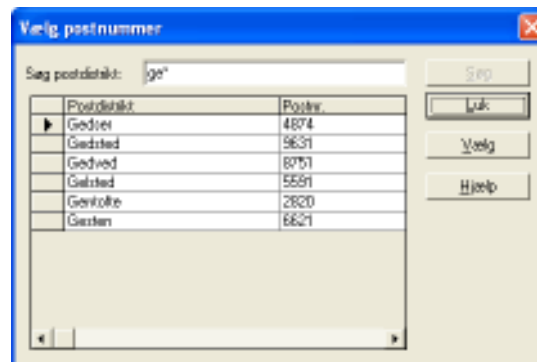 Vælg postnummer
Søg postdistrikt: ge*
Søg
Postdistrikt Postnr.
Luk
Gedser 4874
Gedsted 9631
Vælg
Gedved 8751
Gelsted 5591
Hjælp
Gentofte 2820
Gesten 6621